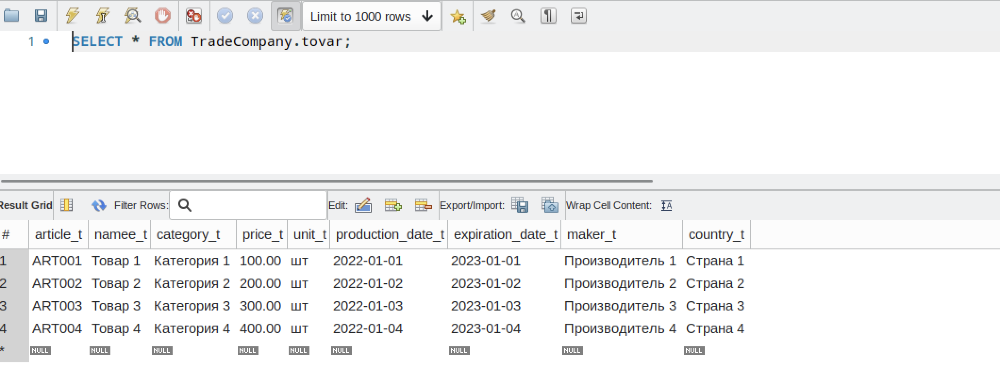 Limit to 1000 rows
1 SELECT * FROM TradeCompany.tovar;
Result Grid Filter Rows: Edit: Export/Import: Wrap Cell Content:
# article_t namee_t category_t price_t unit_t production_date_t expiration_date_t maker_t country_t
1 ART001 Товар 1 Категория 1 100.00 шт 2022-01-01 2023-01-01 Производитель 1 Страна 1
2 ART002 Товар 2 Категория 2 200.00 шт 2022-01-02 2023-01-02 Производитель 2 Страна 2
3 ART003 Товар 3 Категория 3 300.00 шт 2022-01-03 2023-01-03 Производитель 3 Страна 3
4 ART004 Товар 4 Категория 4 400.00 шт 2022-01-04 2023-01-04 Производитель 4 Страна 4
* NULL NULL NULL NULL NULL NULL NULL NULL NULL